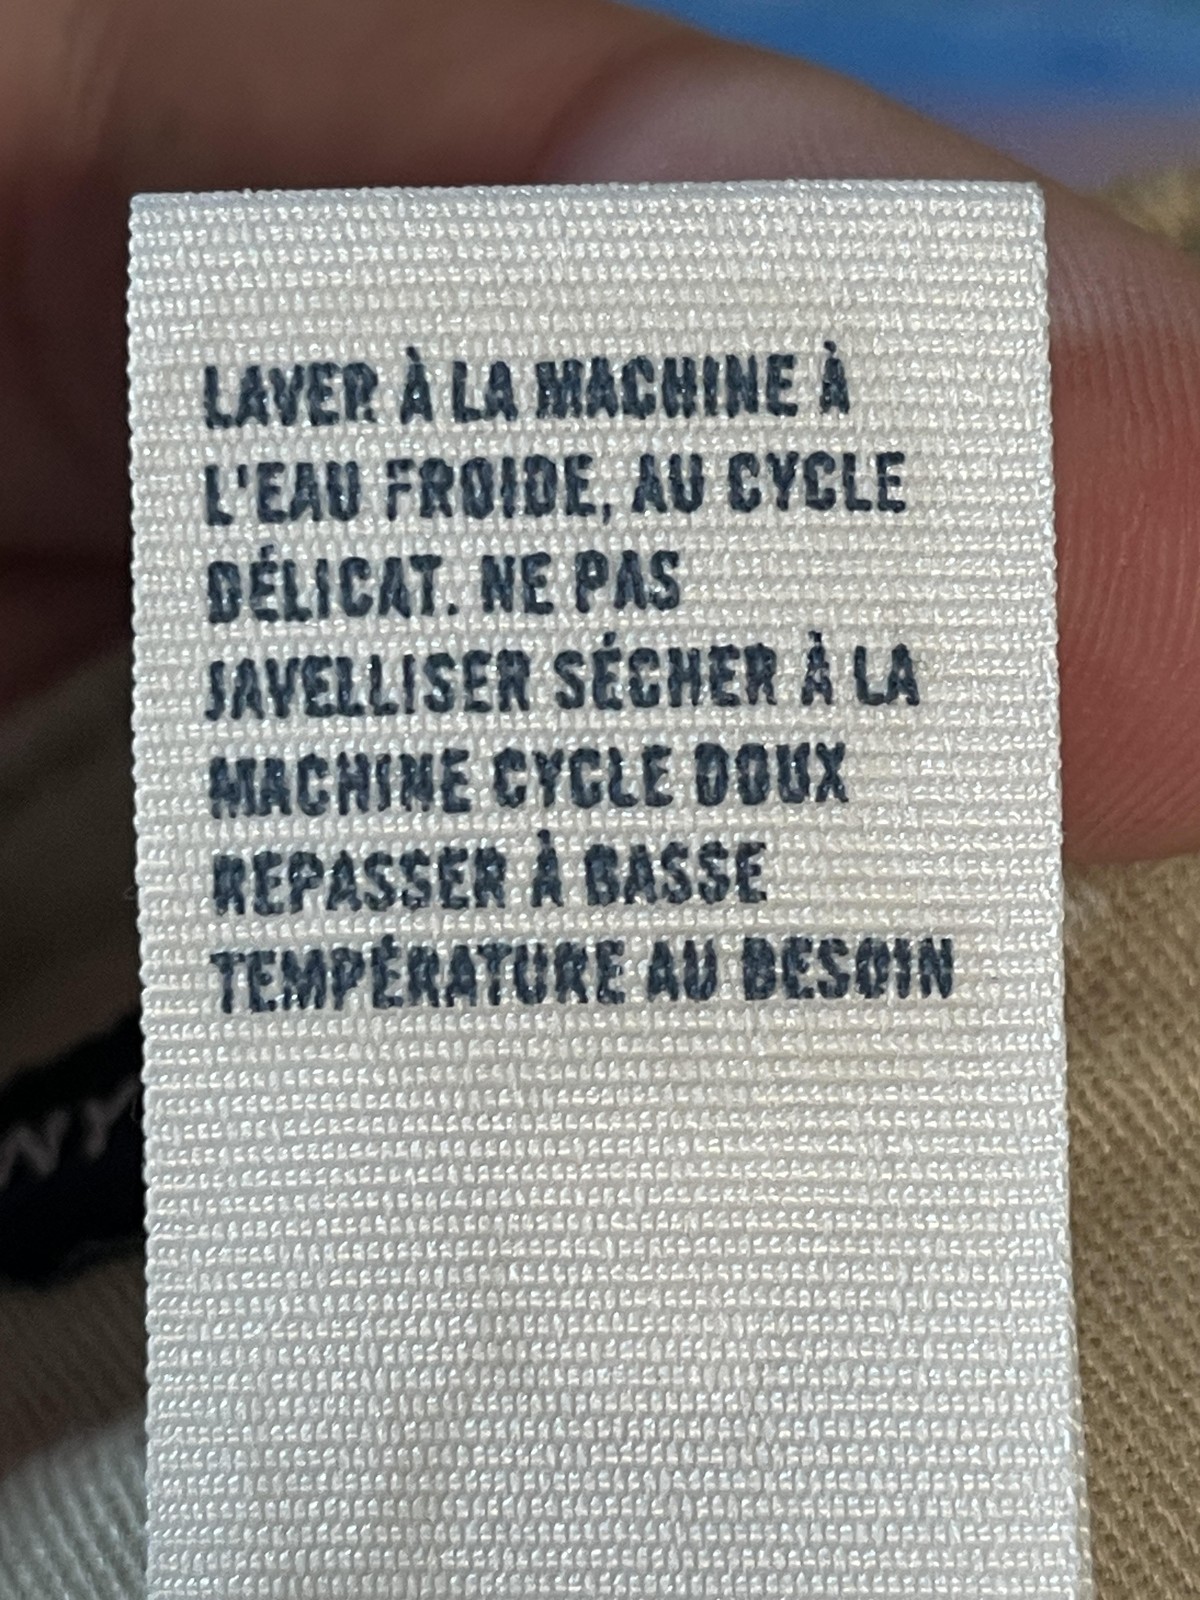 LAVER À LA MACHINE À
L'EAU FROIDE, AU CYCLE
DÉLICAT. NE PAS
JAVELLISER SÉCHER À LA
MACHINE CYCLE DOUX
REPASSER À BASSE
TEMPÉRATURE AU BESOIN